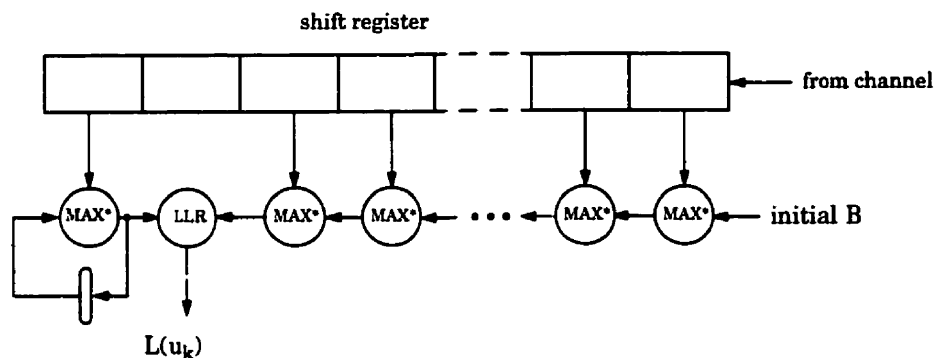 shift register
from channel
MAX* LLR MAX* MAX* MAX* MAX* initial B
L(u_k)